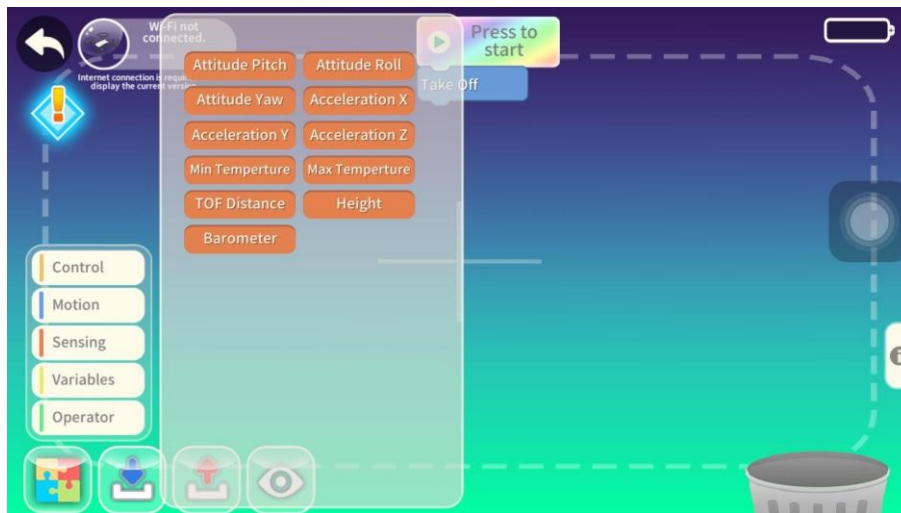 Wi-Fi not
connected.
Internet connection is requi
display the current version
Press to
start
Take Off
Attitude Pitch
Attitude Roll
Attitude Yaw
Acceleration X
Acceleration Y
Acceleration Z
Min Temperture
Max Temperture
TOF Distance
Height
Barometer
Control
Motion
Sensing
Variables
Operator